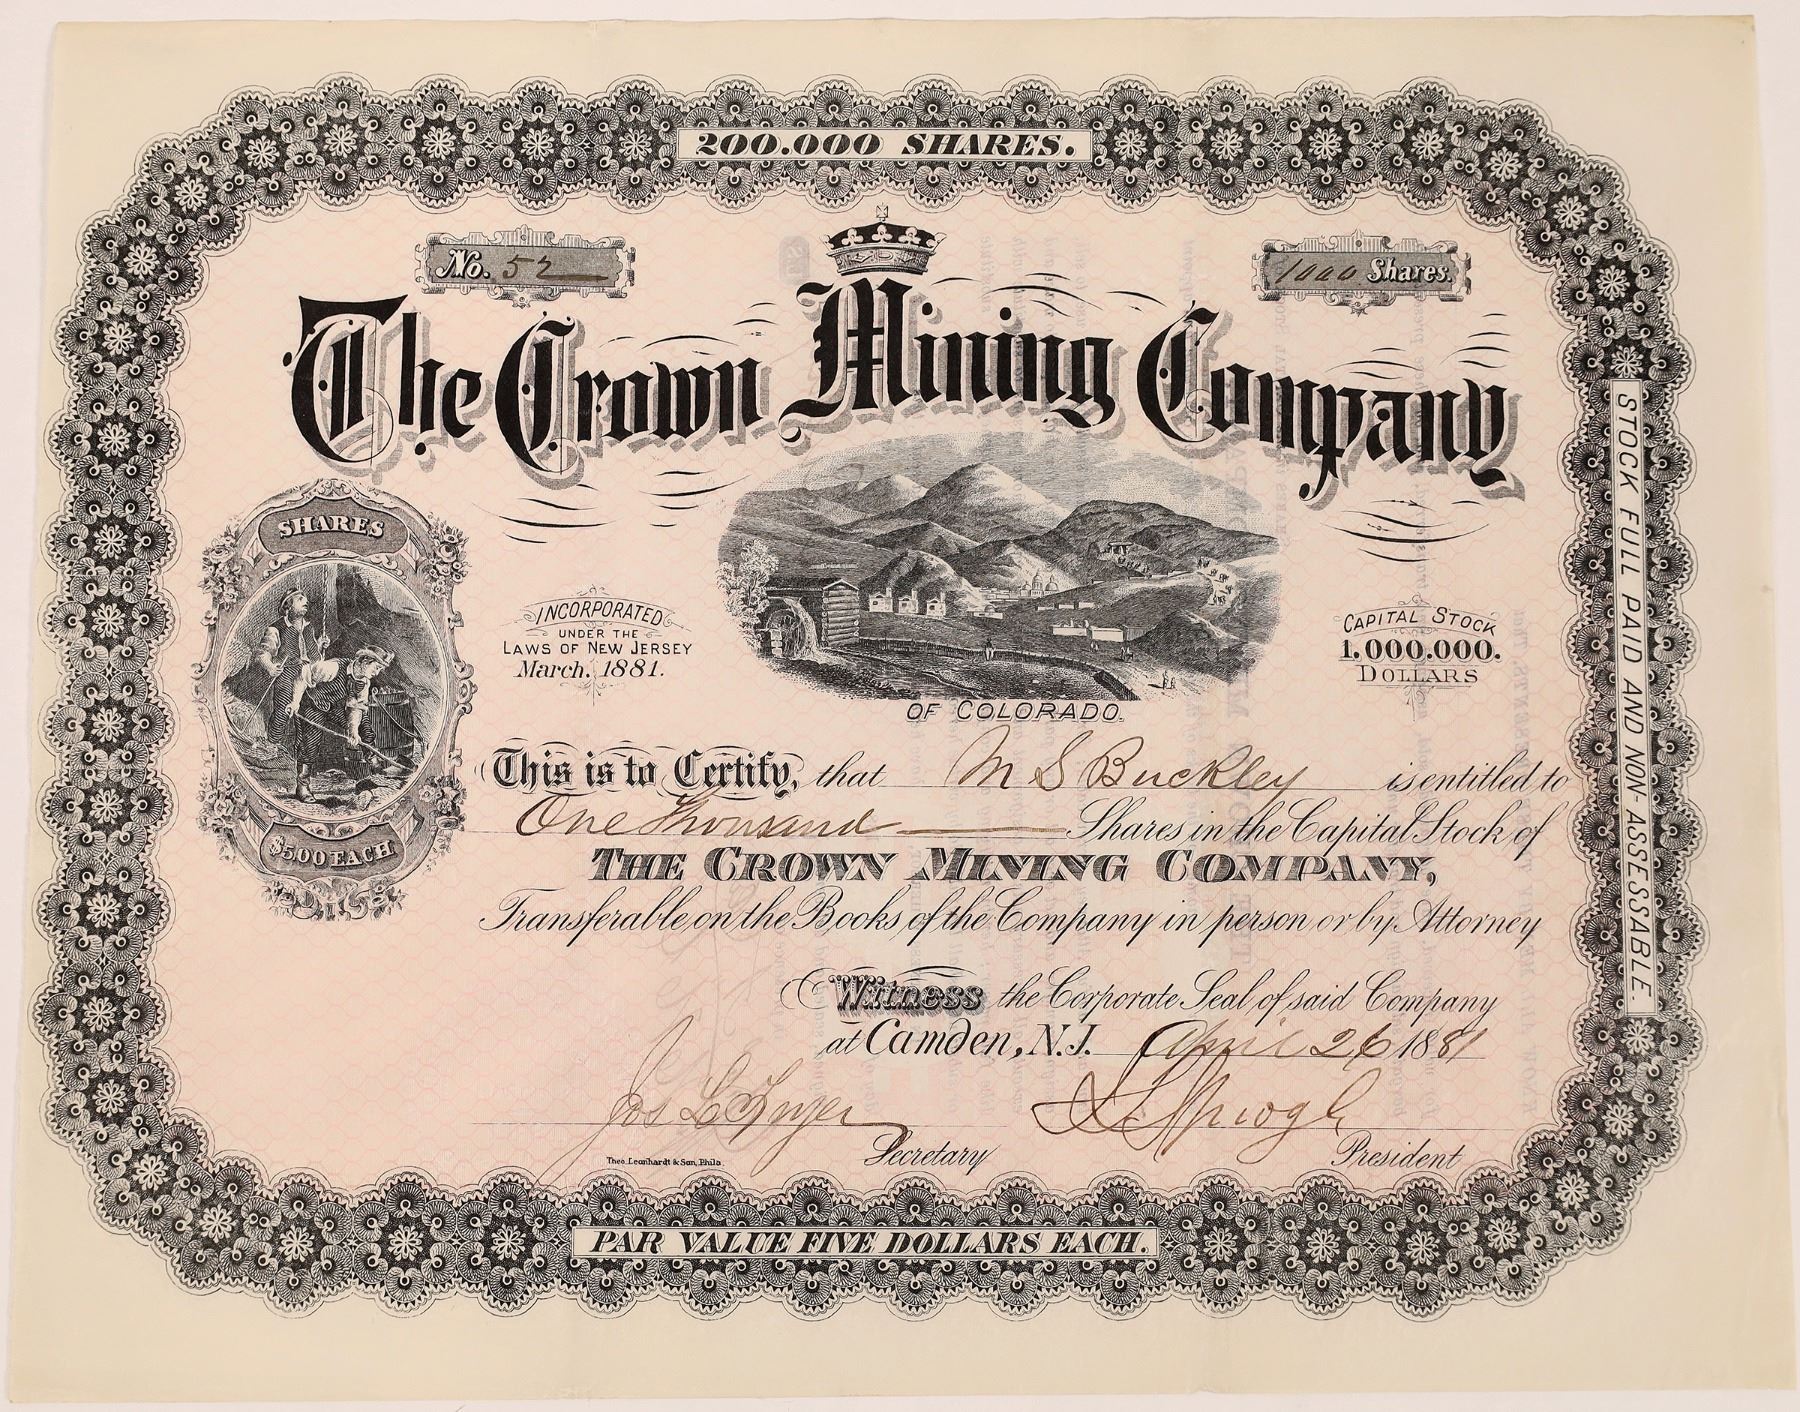 200.000 SHARES.
No. 52
1000 Shares.
The Crown Mining Company
SHARES
$5.00 EACH
INCORPORATED
UNDER THE
LAWS OF NEW JERSEY
March. 1881.
CAPITAL STOCK
1.000.000.
DOLLARS
OF COLORADO.
This is to Certify, that M S Buckley is entitled to
One Thousand Shares in the Capital Stock of
THE CROWN MINING COMPANY,
Transferable on the Books of the Company in person or by Attorney
Witness the Corporate Seal of said Company
at Camden, N.J. April 26 1881
Jos
Secretary
President
Theo. Leonhardt & Son, Phila.
PAR VALUE FIVE DOLLARS EACH.
STOCK FULL PAID AND NON-ASSESSABLE.